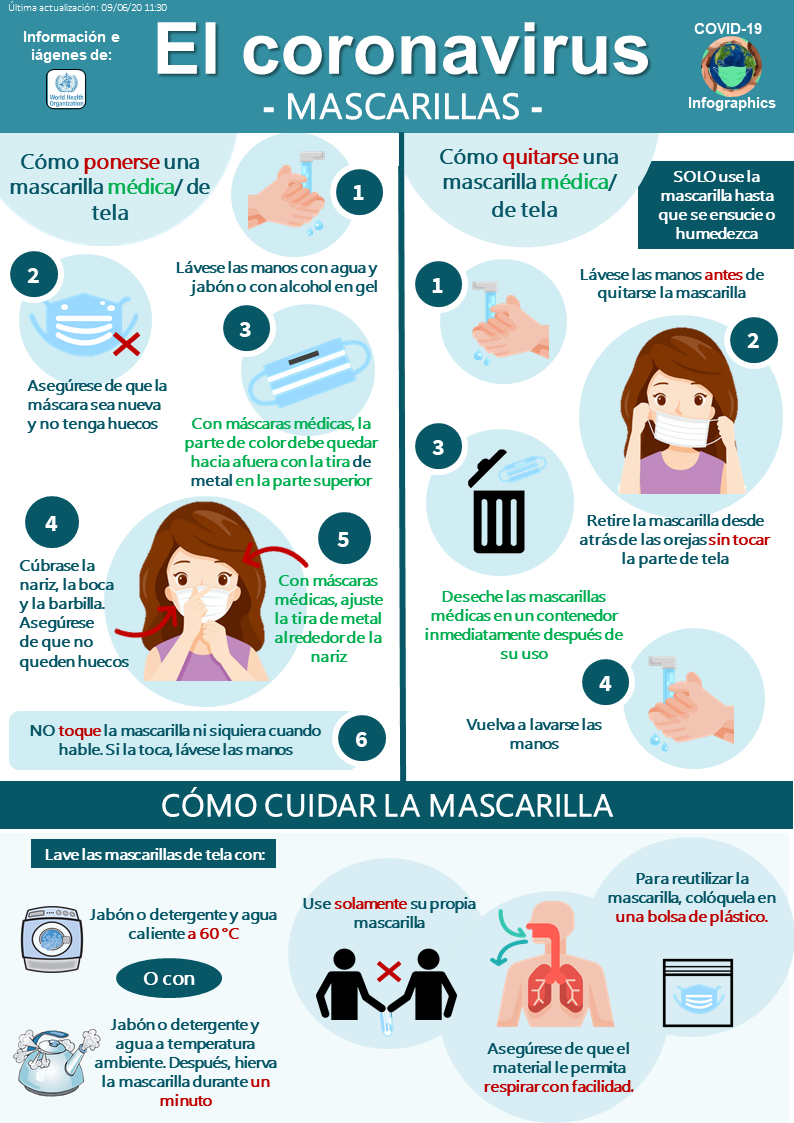 Última actualización: 09/06/20 11:30
Información e
iágenes de:
World Health
Organization
El coronavirus
- MASCARILLAS -
COVID-19
Infographics
Cómo ponerse una
mascarilla médica/ de
tela
1
Lávese las manos con agua y
jabón o con alcohol en gel
2
Asegúrese de que la
máscara sea nueva
y no tenga huecos
3
Con máscaras médicas, la
parte de color debe quedar
hacia afuera con la tira de
metal en la parte superior
4
Cúbrase la
nariz, la boca
y la barbilla.
Asegúrese
de que no
queden huecos
5
Con máscaras
médicas, ajuste
la tira de metal
alrededor de la
nariz
NO toque la mascarilla ni siquiera cuando
hable. Si la toca, lávese las manos
6
Cómo quitarse una
mascarilla médica/
de tela
SOLO use la
mascarilla hasta
que se ensucie o
humedezca
1
Lávese las manos antes de
quitarse la mascarilla
2
Retire la mascarilla desde
atrás de las orejas sin tocar
la parte de tela
3
Deseche las mascarillas
médicas en un contenedor
inmediatamente después de
su uso
4
Vuelva a lavarse las
manos
CÓMO CUIDAR LA MASCARILLA
Lave las mascarillas de tela con:
Jabón o detergente y agua
caliente a 60 °C
O con
Jabón o detergente y
agua a temperatura
ambiente. Después, hierva
la mascarilla durante un
minuto
Use solamente su propia
mascarilla
Asegúrese de que el
material le permita
respirar con facilidad.
Para reutilizar la
mascarilla, colóquela en
una bolsa de plástico.